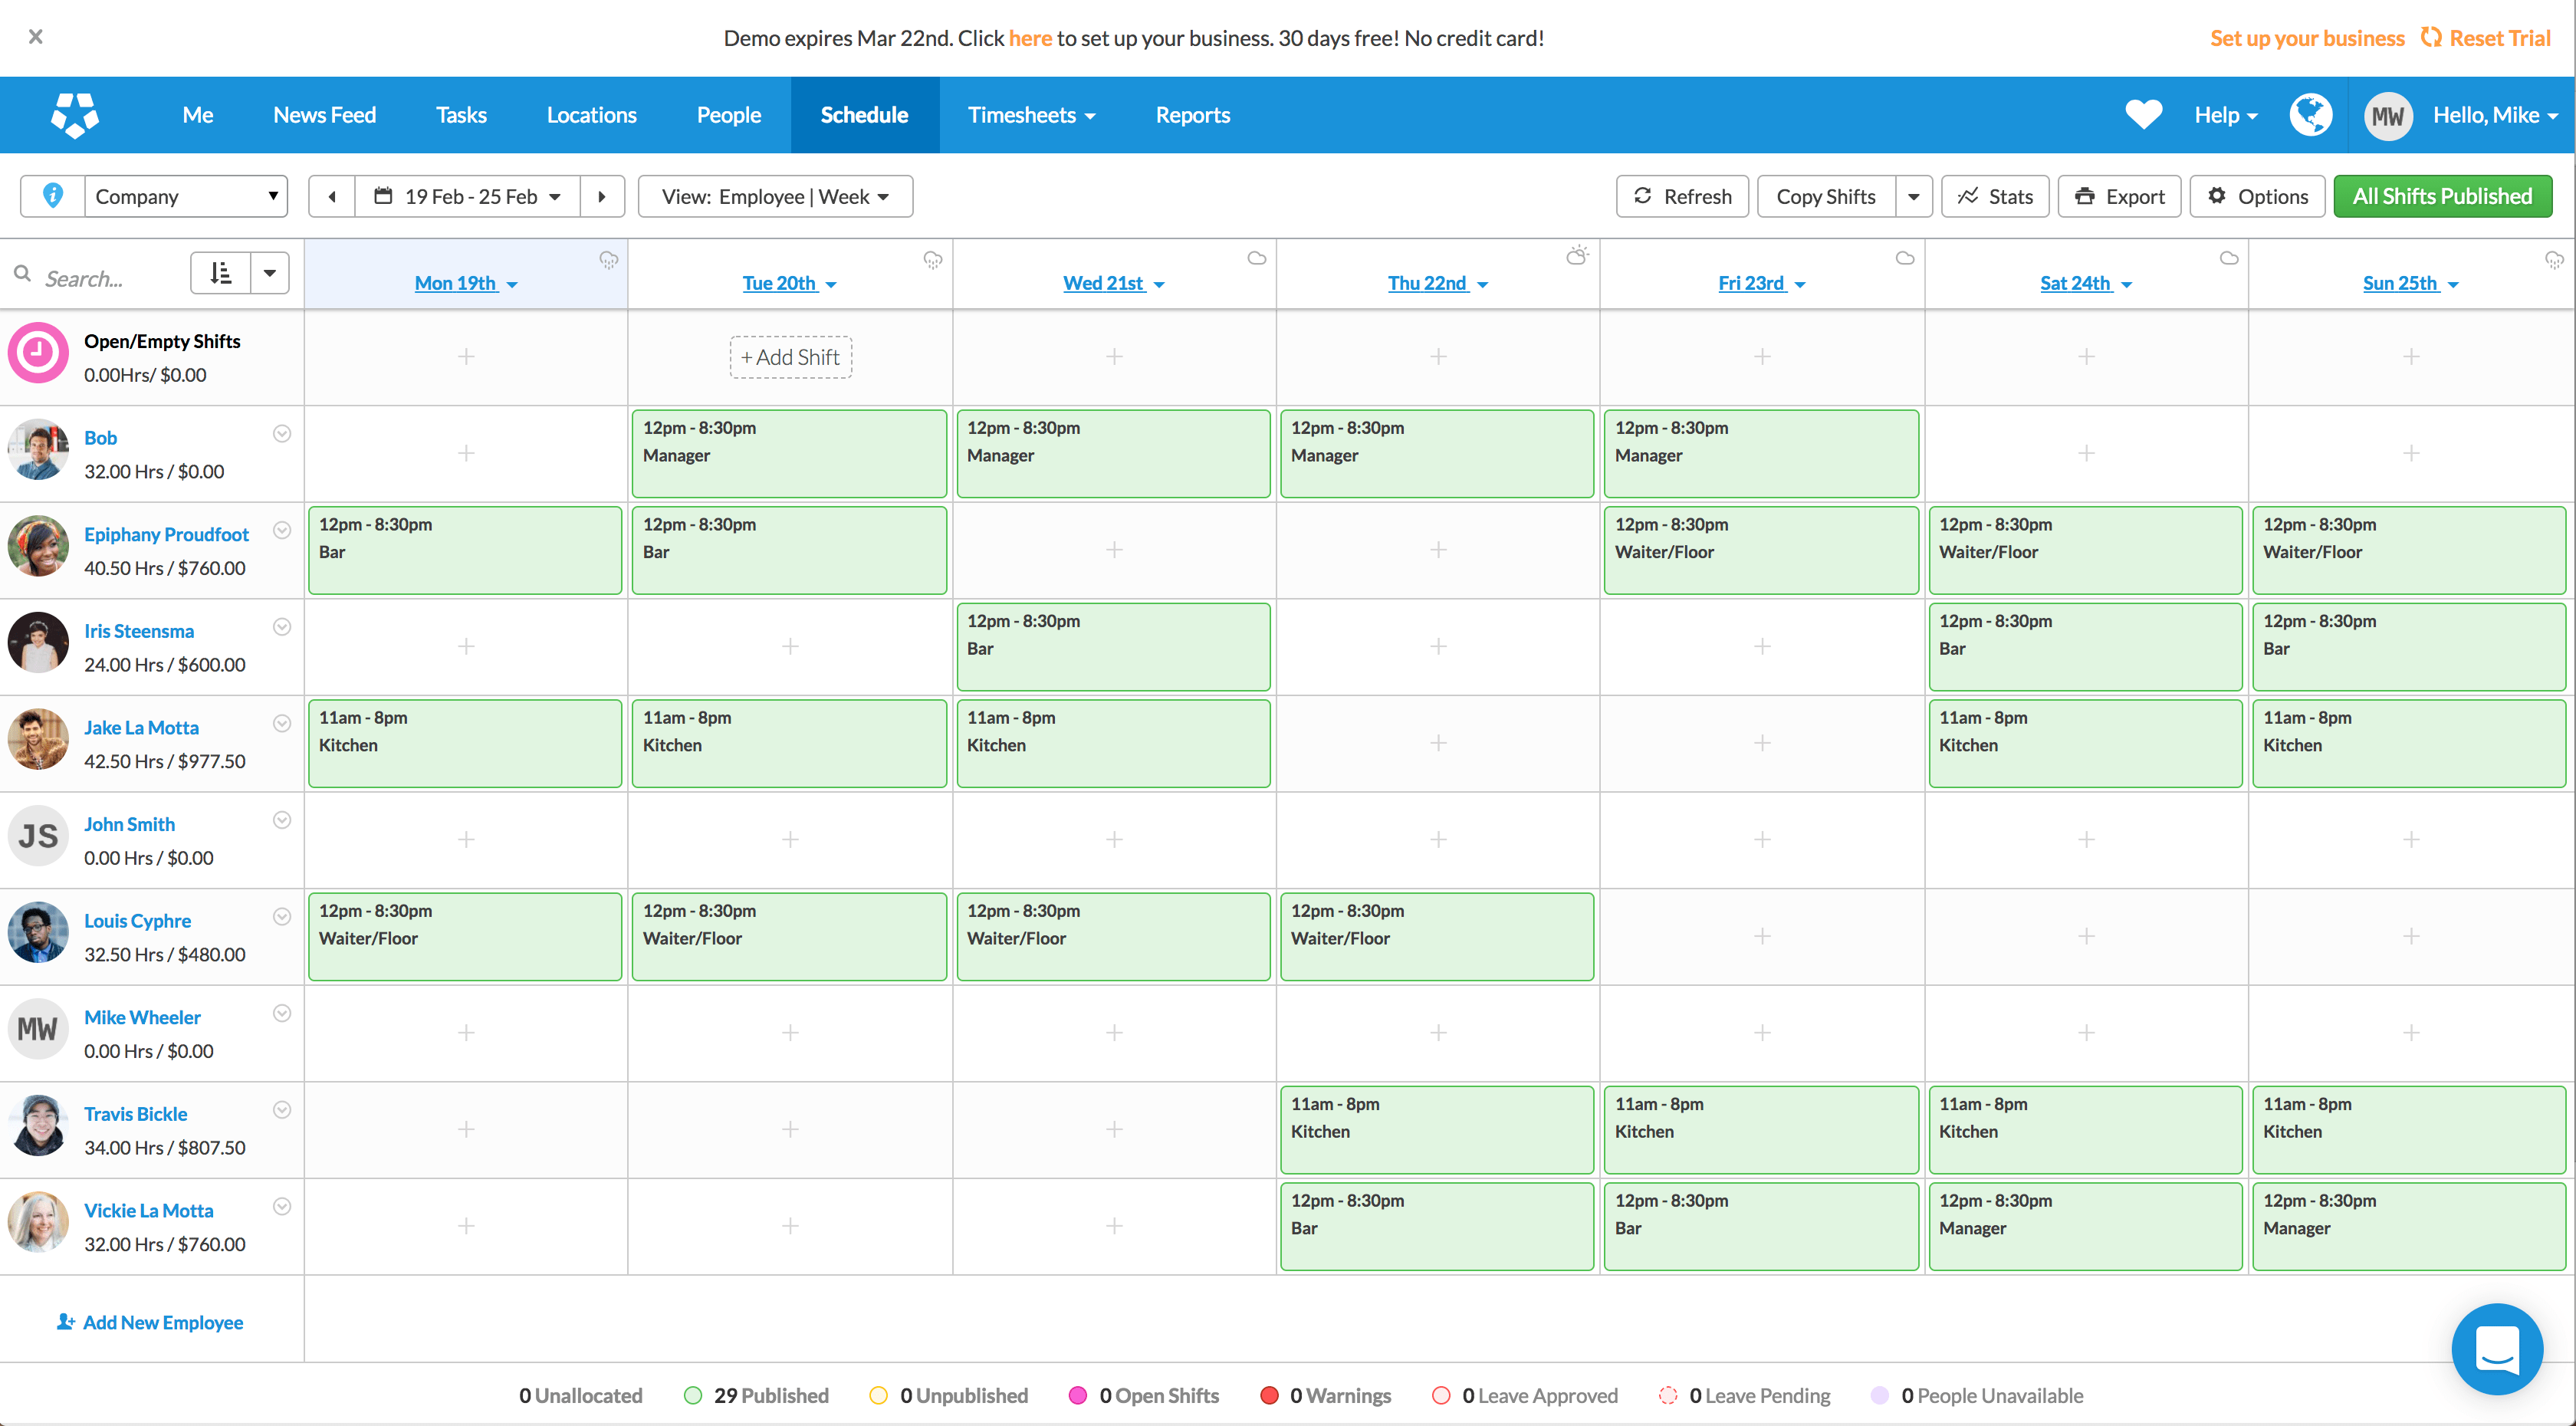 × Demo expires Mar 22nd. Click here to set up your business. 30 days free! No credit card! Set up your business Reset Trial
Me News Feed Tasks Locations People Schedule Timesheets Reports Help MW Hello, Mike
Company 19 Feb - 25 Feb View: Employee | Week Refresh Copy Shifts Stats Export Options All Shifts Published
Search... Mon 19th Tue 20th Wed 21st Thu 22nd Fri 23rd Sat 24th Sun 25th
Open/Empty Shifts
+ Add Shift
0.00Hrs/ $0.00
12pm - 8:30pm 12pm - 8:30pm 12pm - 8:30pm 12pm - 8:30pm
Bob
Manager Manager Manager Manager
32.00 Hrs / $0.00
12pm - 8:30pm 12pm - 8:30pm 12pm - 8:30pm 12pm - 8:30pm 12pm - 8:30pm
Epiphany Proudfoot
Bar Bar Waiter/Floor Waiter/Floor Waiter/Floor
40.50 Hrs / $760.00
12pm - 8:30pm 12pm - 8:30pm 12pm - 8:30pm
Iris Steensma
Bar Bar Bar
24.00 Hrs / $600.00
11am - 8pm 11am - 8pm 11am - 8pm 11am - 8pm 11am - 8pm
Jake La Motta
Kitchen Kitchen Kitchen Kitchen Kitchen
42.50 Hrs / $977.50
JS John Smith
0.00 Hrs / $0.00
12pm - 8:30pm 12pm - 8:30pm 12pm - 8:30pm 12pm - 8:30pm
Louis Cyphre
Waiter/Floor Waiter/Floor Waiter/Floor Waiter/Floor
32.50 Hrs / $480.00
MW Mike Wheeler
0.00 Hrs / $0.00
11am - 8pm 11am - 8pm 11am - 8pm 11am - 8pm
Travis Bickle
Kitchen Kitchen Kitchen Kitchen
34.00 Hrs / $807.50
12pm - 8:30pm 12pm - 8:30pm 12pm - 8:30pm 12pm - 8:30pm
Vickie La Motta
Bar Bar Manager Manager
32.00 Hrs / $760.00
Add New Employee
0 Unallocated 29 Published 0 Unpublished 0 Open Shifts 0 Warnings 0 Leave Approved 0 Leave Pending 0 People Unavailable